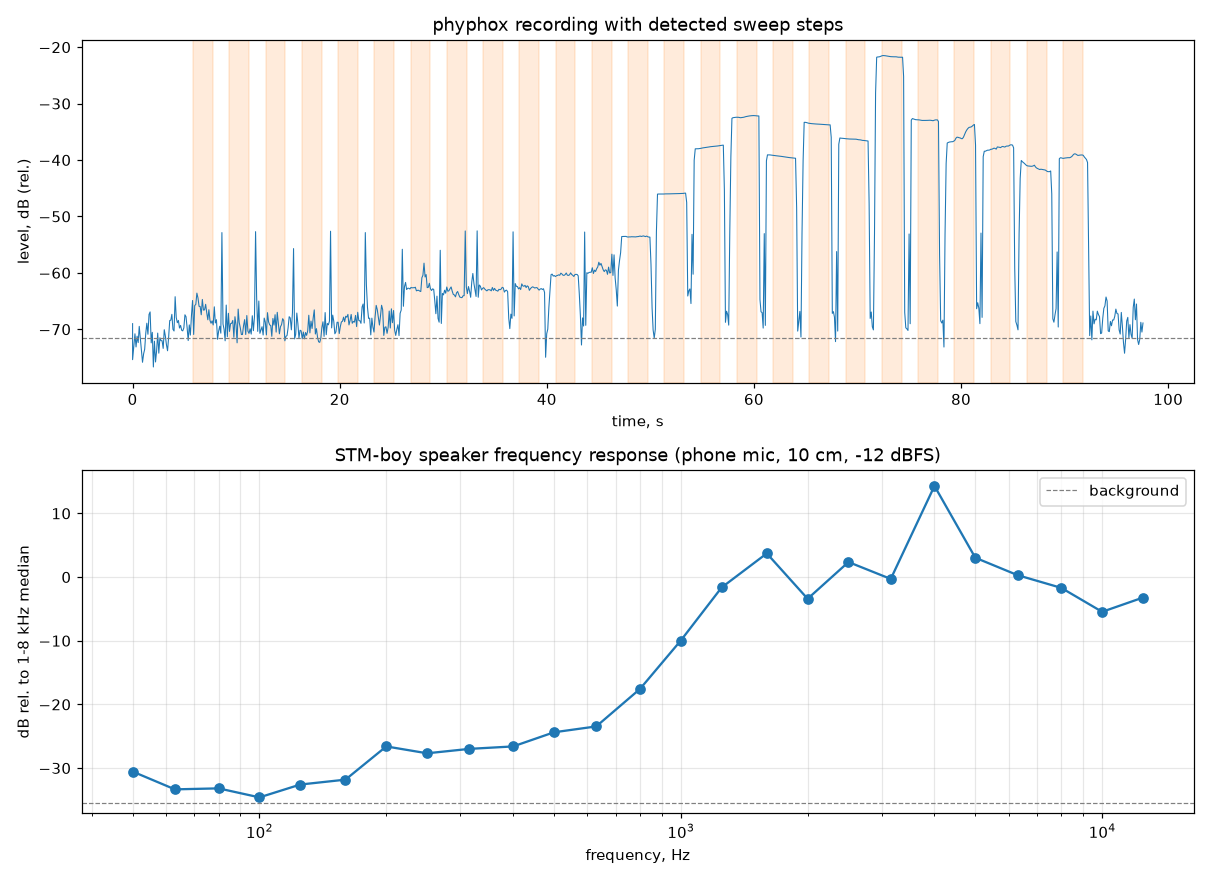 phyphox recording with detected sweep steps
level, dB (rel.)
−20
−30
−40
−50
−60
−70
0 20 40 60 80 100
time, s
STM-boy speaker frequency response (phone mic, 10 cm, -12 dBFS)
background
dB rel. to 1-8 kHz median
10
0
−10
−20
−30
10² 10³ 10⁴
frequency, Hz